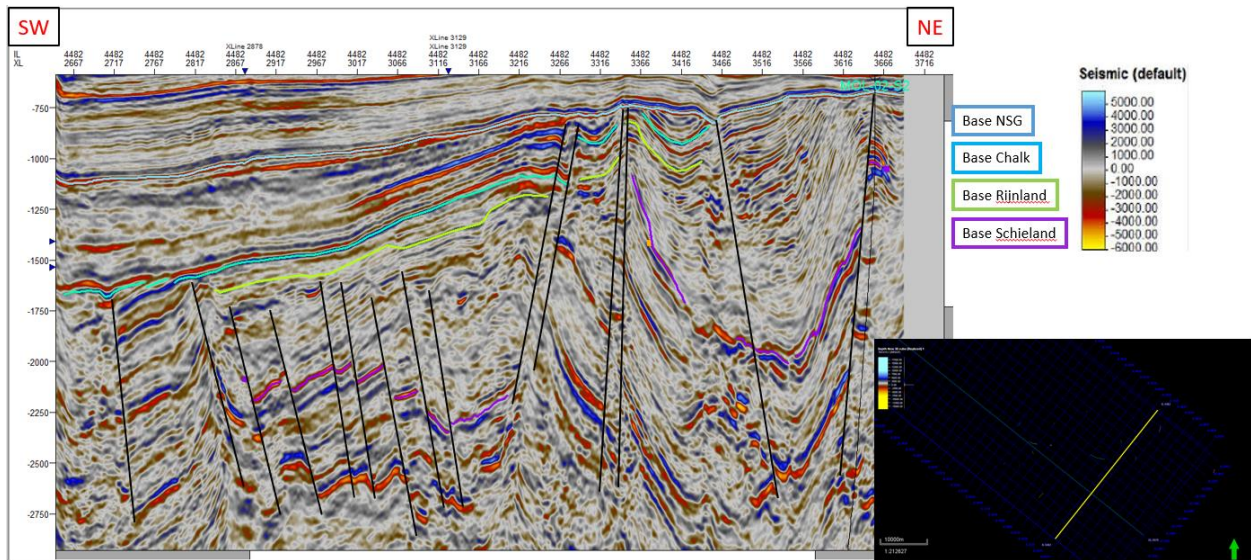 SW
NE
XLine 2878
XLine 3129
XLine 3129
IL 4482 4482 4482 4482 4482 4482 4482 4482 4482 4482 4482 4482 4482 4482 4482 4482 4482 4482 4482 4482 4482 4482
XL 2667 2717 2767 2817 2867 2917 2967 3016 3066 3116 3166 3216 3266 3316 3366 3416 3466 3516 3566 3616 3666 3716
-750
-1000
-1250
-1500
-1750
-2000
-2250
-2500
-2750
Base NSG
Base Chalk
Base Rijnland
Base Schieland
Seismic (default)
5000.00
4000.00
3000.00
2000.00
1000.00
0.00
-1000.00
-2000.00
-3000.00
-4000.00
-5000.00
-6000.00
10000m
1:212627